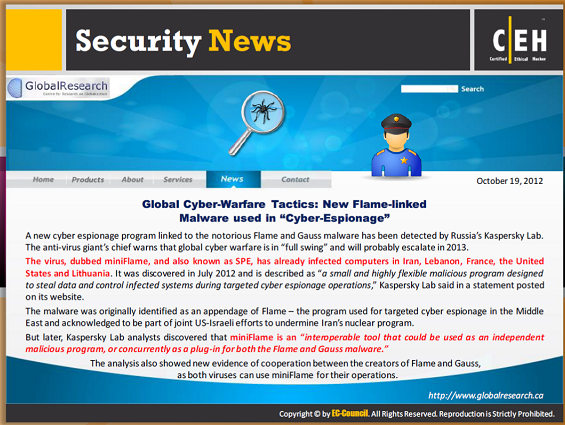 Security News
C|EH
Certified Ethical Hacker
GlobalResearch
Centre for Research on Globalization
Search
Home Products About Services News Contact
October 19, 2012
Global Cyber-Warfare Tactics: New Flame-linked
Malware used in “Cyber-Espionage”
A new cyber espionage program linked to the notorious Flame and Gauss malware has been detected by Russia's Kaspersky Lab.
The anti-virus giant's chief warns that global cyber warfare is in “full swing” and will probably escalate in 2013.
The virus, dubbed miniFlame, and also known as SPE, has already infected computers in Iran, Lebanon, France, the United
States and Lithuania. It was discovered in July 2012 and is described as “a small and highly flexible malicious program designed
to steal data and control infected systems during targeted cyber espionage operations,” Kaspersky Lab said in a statement posted
on its website.
The malware was originally identified as an appendage of Flame – the program used for targeted cyber espionage in the Middle
East and acknowledged to be part of joint US-Israeli efforts to undermine Iran's nuclear program.
But later, Kaspersky Lab analysts discovered that miniFlame is an “interoperable tool that could be used as an independent
malicious program, or concurrently as a plug-in for both the Flame and Gauss malware.”
The analysis also showed new evidence of cooperation between the creators of Flame and Gauss,
as both viruses can use miniFlame for their operations.
http://www.globalresearch.ca
Copyright © by EC-Council. All Rights Reserved. Reproduction is Strictly Prohibited.